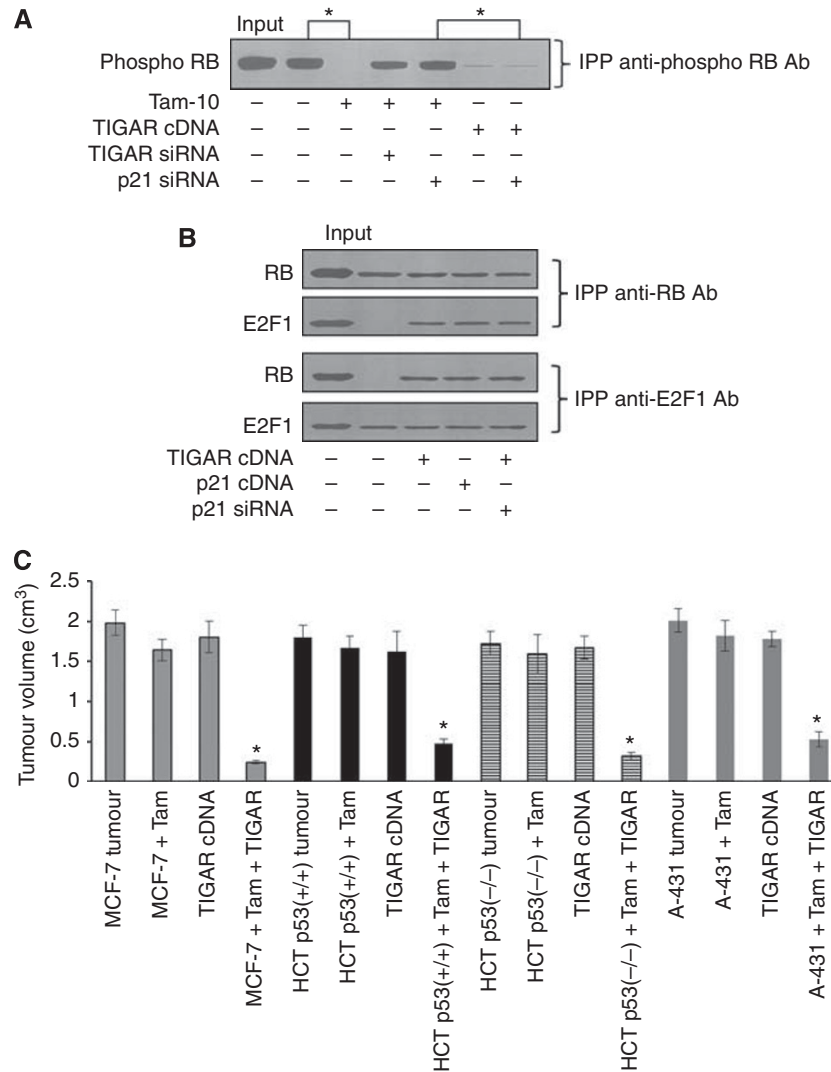 A
Input
*
*
Phospho RB
IPP anti-phospho RB Ab
Tam-10 – – + + + – –
TIGAR cDNA – – – – – + +
TIGAR siRNA – – – + – – –
p21 siRNA – – – – + – +
B
Input
RB
IPP anti-RB Ab
E2F1
RB
IPP anti-E2F1 Ab
E2F1
TIGAR cDNA – – + – +
p21 cDNA – – – + –
p21 siRNA – – – – +
C
Tumour volume (cm³)
2.5
2
1.5
1
0.5
0
*
*
*
*
MCF-7 tumour
MCF-7 + Tam
TIGAR cDNA
MCF-7 + Tam + TIGAR
HCT p53(+/+) tumour
HCT p53(+/+) + Tam
TIGAR cDNA
HCT p53(+/+) + Tam + TIGAR
HCT p53(–/–) tumour
HCT p53(–/–) + Tam
TIGAR cDNA
HCT p53(–/–) + Tam + TIGAR
A-431 tumour
A-431 + Tam
TIGAR cDNA
A-431 + Tam + TIGAR